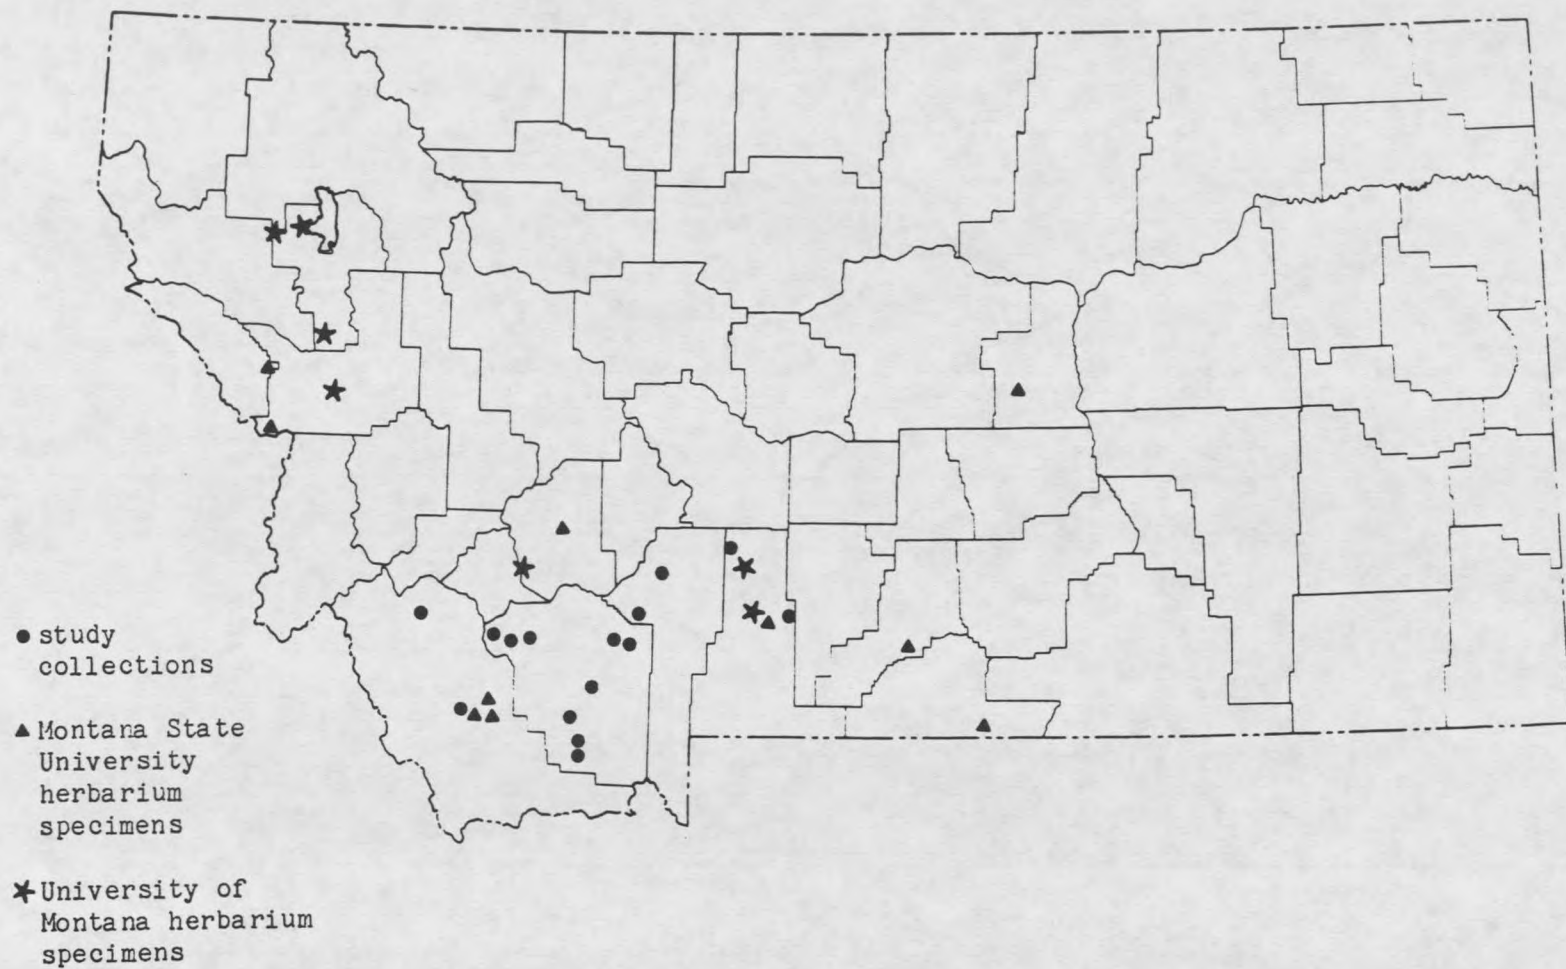 study
collections
Montana State
University
herbarium
specimens
University of
Montana herbarium
specimens